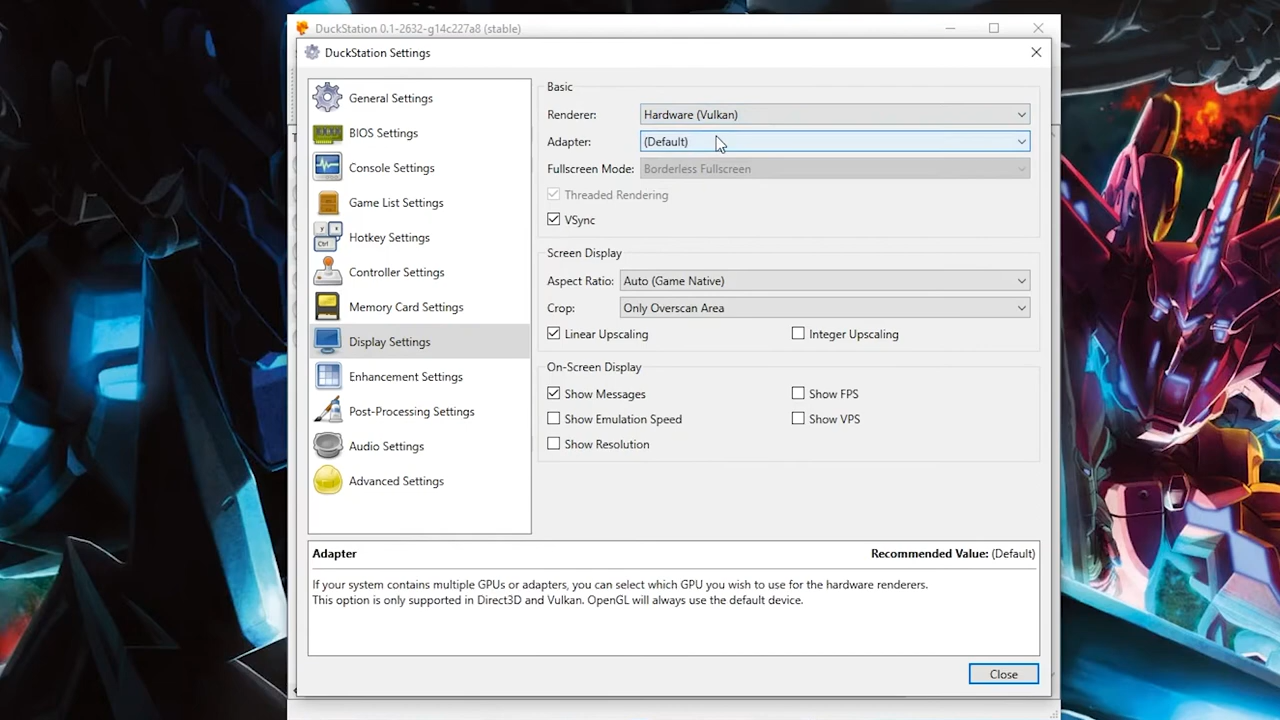 DuckStation 0.1-2632-g14c227a8 (stable)
DuckStation Settings
General Settings
BIOS Settings
Console Settings
Game List Settings
Hotkey Settings
Controller Settings
Memory Card Settings
Display Settings
Enhancement Settings
Post-Processing Settings
Audio Settings
Advanced Settings
Basic
Renderer: Hardware (Vulkan)
Adapter: (Default)
Fullscreen Mode: Borderless Fullscreen
Threaded Rendering
VSync
Screen Display
Aspect Ratio: Auto (Game Native)
Crop: Only Overscan Area
Linear Upscaling Integer Upscaling
On-Screen Display
Show Messages Show FPS
Show Emulation Speed Show VPS
Show Resolution
Adapter Recommended Value: (Default)
If your system contains multiple GPUs or adapters, you can select which GPU you wish to use for the hardware renderers.
This option is only supported in Direct3D and Vulkan. OpenGL will always use the default device.
Close